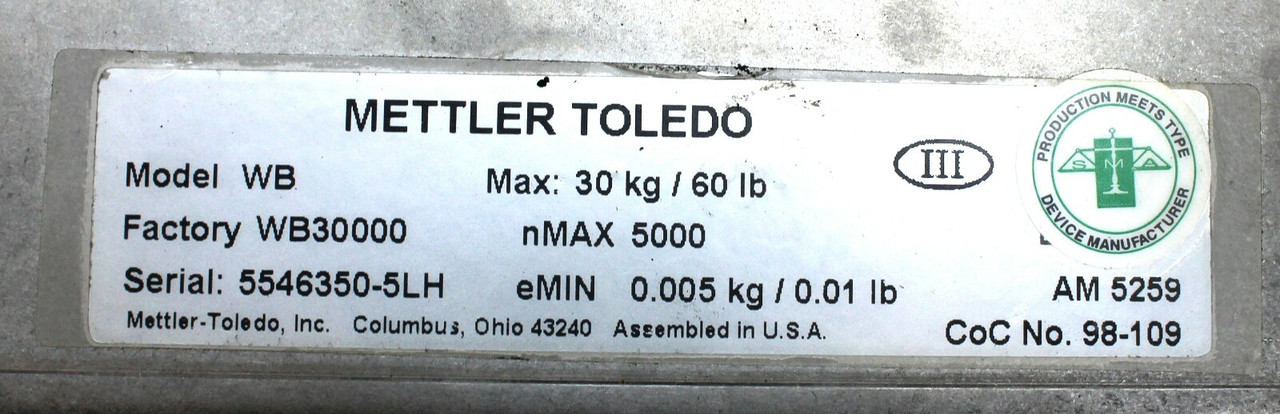 METTLER TOLEDO
III
PRODUCTION MEETS TYPE
SMA
DEVICE MANUFACTURER
Model WB Max: 30 kg / 60 lb
Factory WB30000 nMAX 5000
Serial: 5546350-5LH eMIN 0.005 kg / 0.01 lb AM 5259
Mettler-Toledo, Inc. Columbus, Ohio 43240 Assembled in U.S.A. CoC No. 98-109